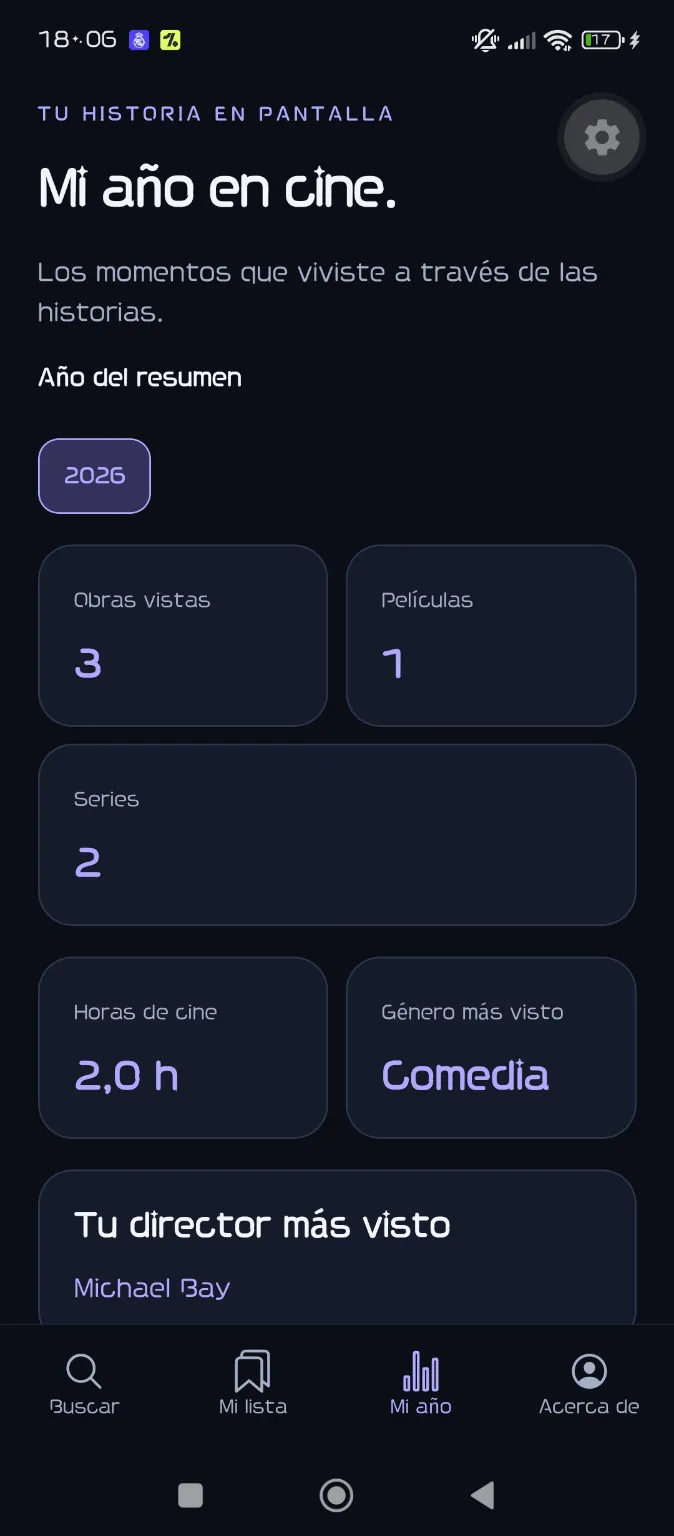 18:06
17
TU HISTORIA EN PANTALLA
Mi año en cine.
Los momentos que viviste a través de las
historias.
Año del resumen
2026
Obras vistas
3
Películas
1
Series
2
Horas de cine
2,0 h
Género más visto
Comedia
Tu director más visto
Michael Bay
Buscar
Mi lista
Mi año
Acerca de